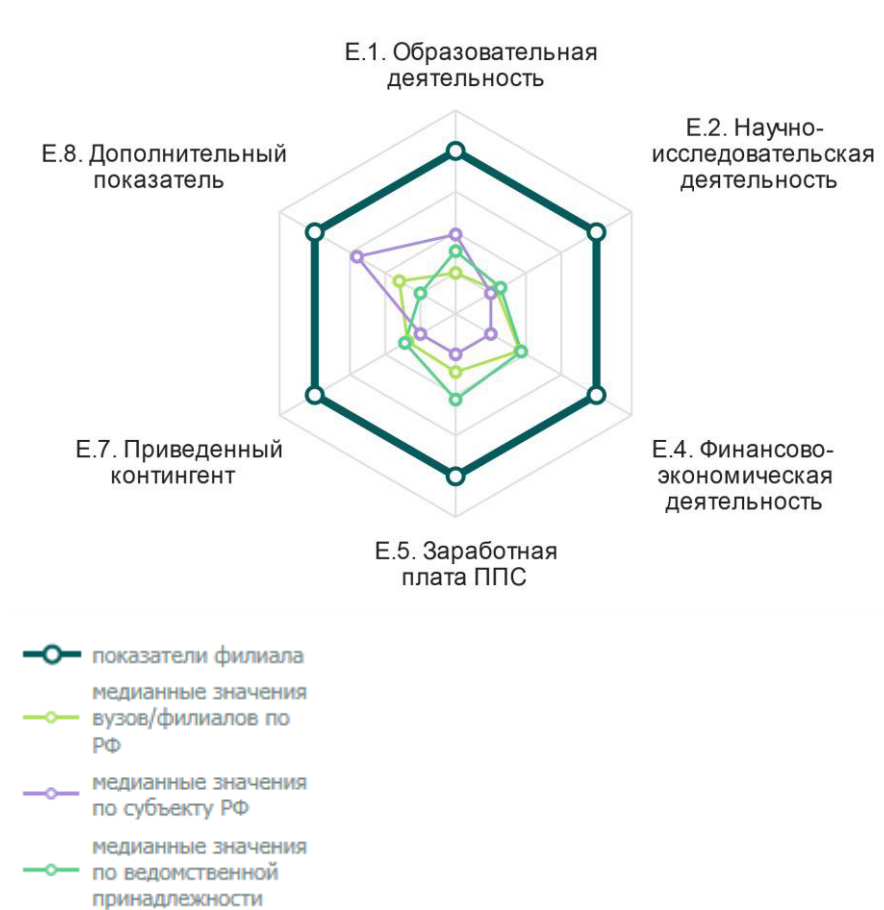 Е.1. Образовательная
деятельность
Е.2. Научно-
исследовательская
деятельность
Е.8. Дополнительный
показатель
Е.7. Приведенный
контингент
Е.4. Финансово-
экономическая
деятельность
Е.5. Заработная
плата ППС
показатели филиала
медианные значения
вузов/филиалов по
РФ
медианные значения
по субъекту РФ
медианные значения
по ведомственной
принадлежности